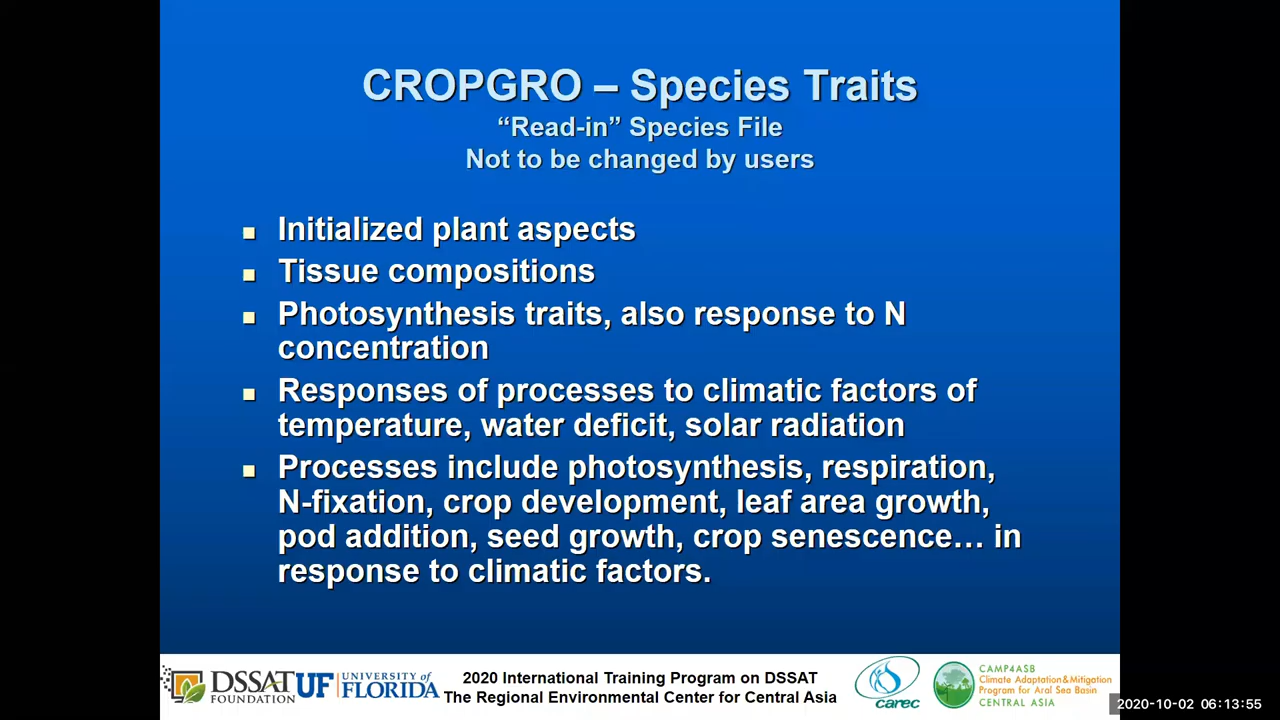 CROPGRO – Species Traits
“Read-in” Species File
Not to be changed by users
Initialized plant aspects
Tissue compositions
Photosynthesis traits, also response to N
concentration
Responses of processes to climatic factors of
temperature, water deficit, solar radiation
Processes include photosynthesis, respiration,
N-fixation, crop development, leaf area growth,
pod addition, seed growth, crop senescence… in
response to climatic factors.
DSSAT
FOUNDATION
UF
UNIVERSITY of
FLORIDA
2020 International Training Program on DSSAT
The Regional Environmental Center for Central Asia
carec
CAMP4ASB
Climate Adaptation & Mitigation
Program for Aral Sea Basin
CENTRAL ASIA
2020-10-02 06:13:55